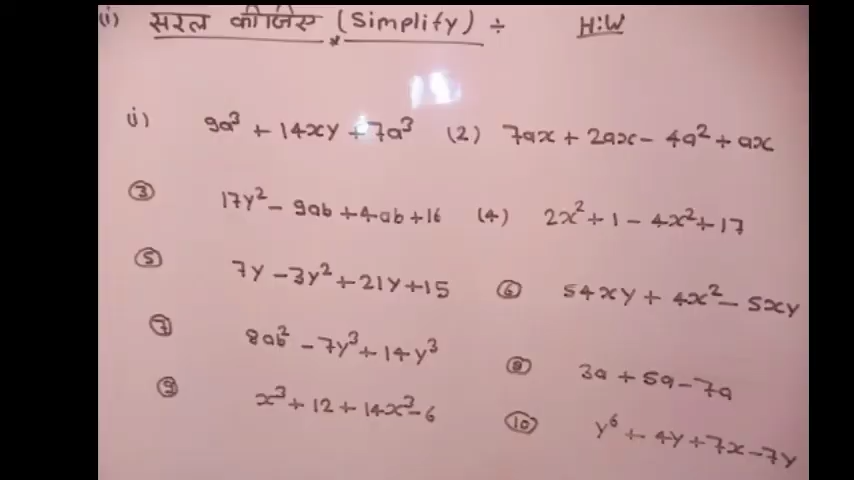 (i) सरल कीजिए (Simplify) ÷ H:W
(i) 9a³ + 14xy + 7a³ (2) 7ax + 2ax - 4a² + ax
③ 17y² - 9ab + 4ab + 16 (4) 2x² + 1 - 4x² + 17
⑤ 7y - 3y² + 21y + 15 ⑥ 54xy + 4x² - 5xy
⑦ 8ab² - 7y³ + 14y³ ⑧ 3a + 5a - 7a
⑨ x³ + 12 + 14x³ - 6 ⑩ y⁶ + 4y + 7x - 7y